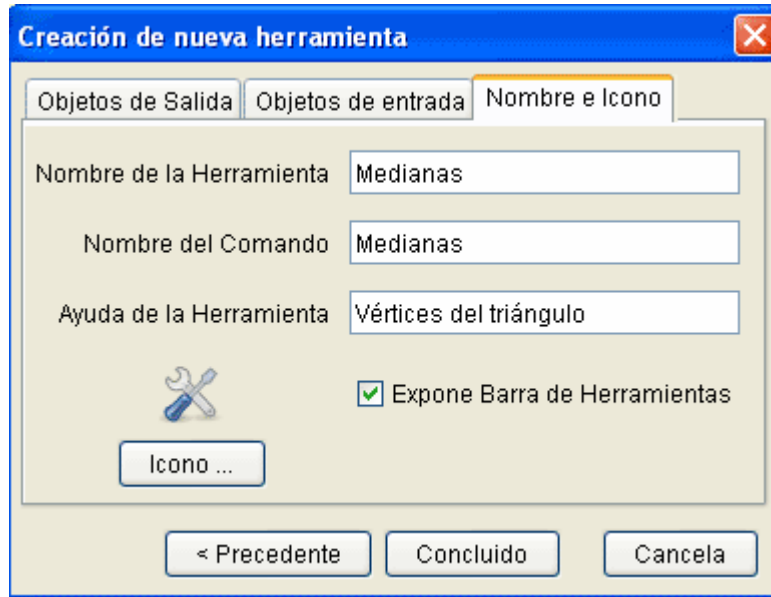 Creación de nueva herramienta
Objetos de Salida Objetos de entrada Nombre e Icono
Nombre de la Herramienta Medianas
Nombre del Comando Medianas
Ayuda de la Herramienta Vértices del triángulo
Expone Barra de Herramientas
Icono ...
< Precedente Concluido Cancela